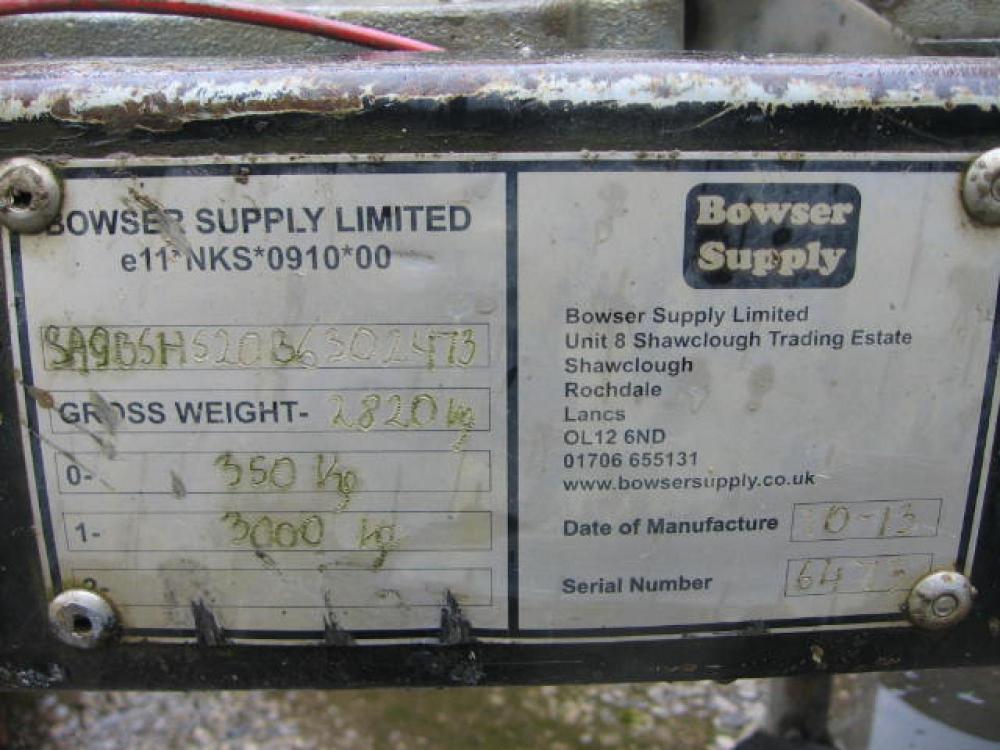 BOWSER SUPPLY LIMITED
e11*NKS*0910*00
SA9BSHS20B6302473
GROSS WEIGHT- 2820 kg
0- 350 kg
1- 3000 kg
2-
Bowser
Supply
Bowser Supply Limited
Unit 8 Shawclough Trading Estate
Shawclough
Rochdale
Lancs
OL12 6ND
01706 655131
www.bowsersupply.co.uk
Date of Manufacture 10-13
Serial Number